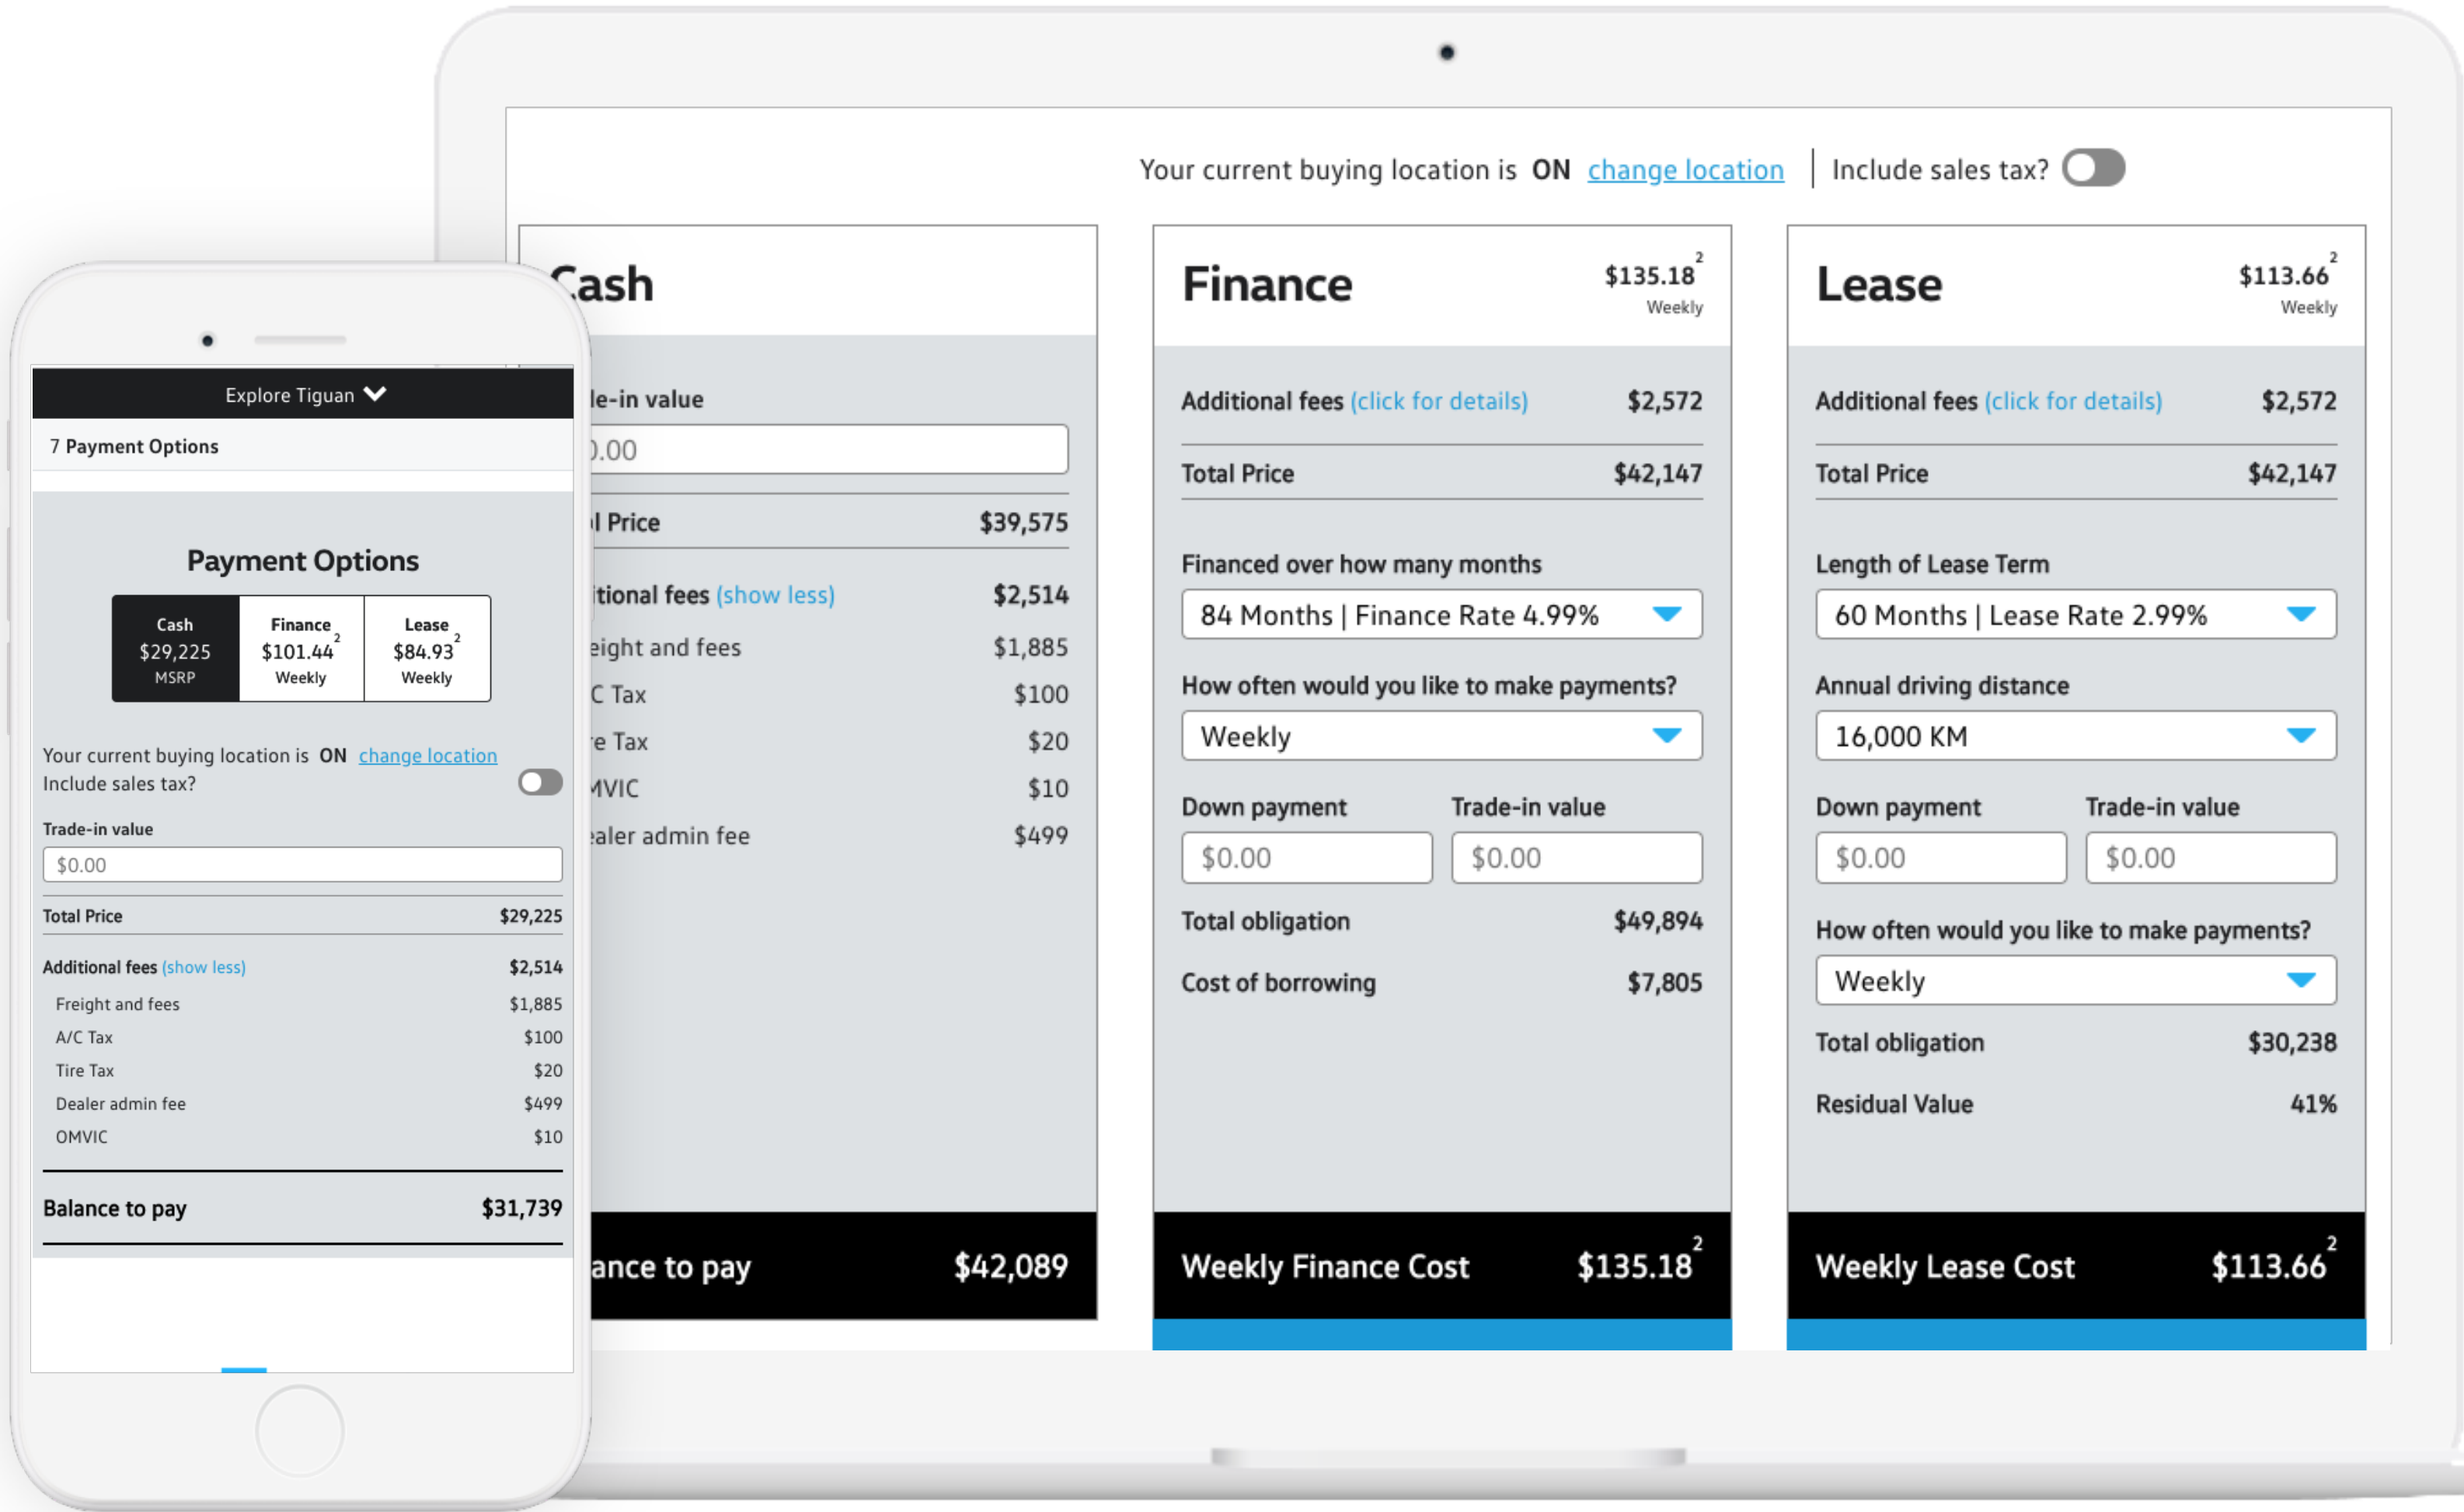 Your current buying location is ON change location | Include sales tax?
Cash
le-in value
0.00
l Price $39,575
itional fees (show less) $2,514
eight and fees $1,885
C Tax $100
re Tax $20
MVIC $10
ealer admin fee $499
ance to pay $42,089
Finance $135.18²
Weekly
Additional fees (click for details) $2,572
Total Price $42,147
Financed over how many months
84 Months | Finance Rate 4.99%
How often would you like to make payments?
Weekly
Down payment Trade-in value
$0.00 $0.00
Total obligation $49,894
Cost of borrowing $7,805
Weekly Finance Cost $135.18²
Lease $113.66²
Weekly
Additional fees (click for details) $2,572
Total Price $42,147
Length of Lease Term
60 Months | Lease Rate 2.99%
Annual driving distance
16,000 KM
Down payment Trade-in value
$0.00 $0.00
How often would you like to make payments?
Weekly
Total obligation $30,238
Residual Value 41%
Weekly Lease Cost $113.66²
Explore Tiguan
7 Payment Options
Payment Options
Cash Finance Lease
$29,225 $101.44² $84.93²
MSRP Weekly Weekly
Your current buying location is ON change location
Include sales tax?
Trade-in value
$0.00
Total Price $29,225
Additional fees (show less) $2,514
Freight and fees $1,885
A/C Tax $100
Tire Tax $20
Dealer admin fee $499
OMVIC $10
Balance to pay $31,739